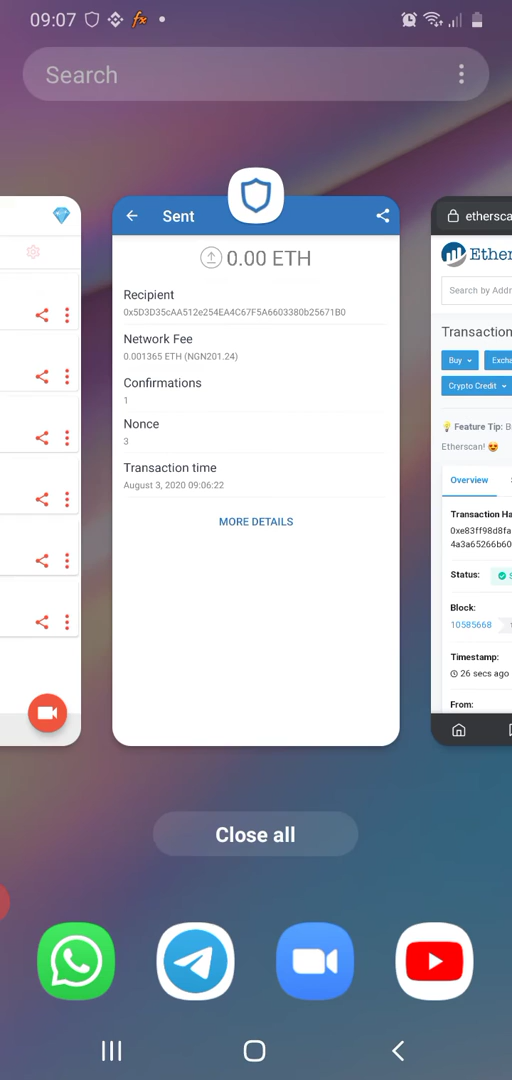 09:07
Search
Sent
0.00 ETH
Recipient
0x5D3D35cAA512e254EA4C67F5A6603380b25671B0
Network Fee
0.001365 ETH (NGN201.24)
Confirmations
1
Nonce
3
Transaction time
August 3, 2020 09:06:22
MORE DETAILS
ethersca
Ether
Search by Addr
Transaction
Buy
Excha
Crypto Credit
Feature Tip: B
Etherscan!
Overview
Transaction Ha
0xe83ff98d8fa
4a3a65266b60
Status:
Block:
10585668
Timestamp:
26 secs ago
From:
Close all